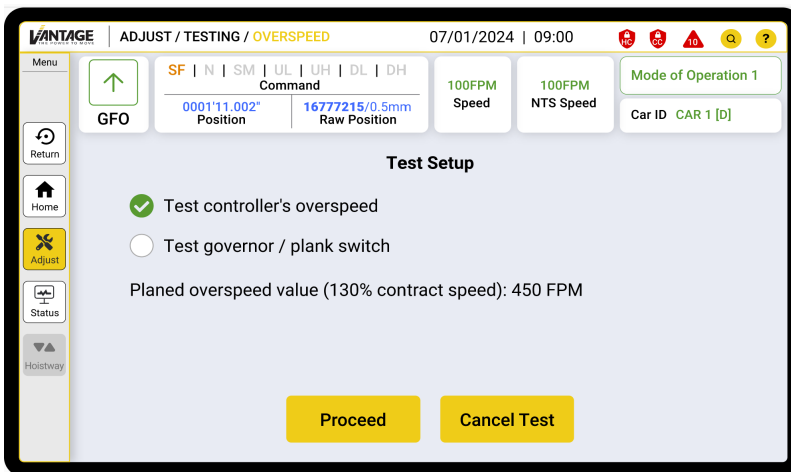 VANTAGE
THE POWER TO MOVE
ADJUST / TESTING / OVERSPEED
07/01/2024 | 09:00
HC
CC
10
Q
?
Menu
Return
Home
Adjust
Status
Hoistway
GFO
SF | N | SM | UL | UH | DL | DH
Command
0001'11.002"
Position
16777215/0.5mm
Raw Position
100FPM
Speed
100FPM
NTS Speed
Mode of Operation 1
Car ID CAR 1 [D]
Test Setup
Test controller's overspeed
Test governor / plank switch
Planed overspeed value (130% contract speed): 450 FPM
Proceed
Cancel Test